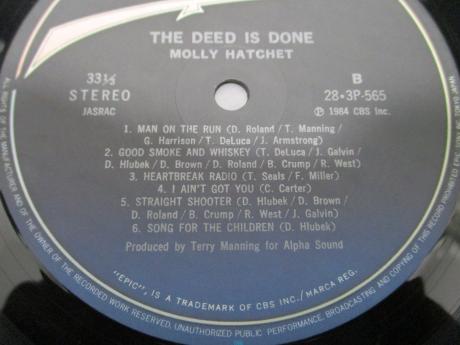 THE DEED IS DONE
MOLLY HATCHET
33⅓
STEREO
JASRAC
B
28・3P-565
Ⓟ 1984 CBS Inc.
1. MAN ON THE RUN (D. Roland / T. Manning /
G. Harrison / T. DeLuca / J. Armstrong)
2. GOOD SMOKE AND WHISKEY (T. DeLuca / J. Galvin /
D. Hlubek / D. Brown / D. Roland / B. Crump / R. West)
3. HEARTBREAK RADIO (T. Seals / F. Miller)
4. I AIN'T GOT YOU (C. Carter)
5. STRAIGHT SHOOTER (D. Hlubek / D. Brown /
D. Roland / B. Crump / R. West / J. Galvin)
6. SONG FOR THE CHILDREN (D. Hlubek)
Produced by Terry Manning for Alpha Sound
"EPIC", IS A TRADEMARK OF CBS INC./MARCA REG.
ALL RIGHTS OF THE MANUFACTURER AND OF THE OWNER OF THE RECORDED WORK RESERVED, UNAUTHORIZED PUBLIC PERFORMANCE, BROADCASTING AND COPYING OF THIS RECORD PROHIBITED